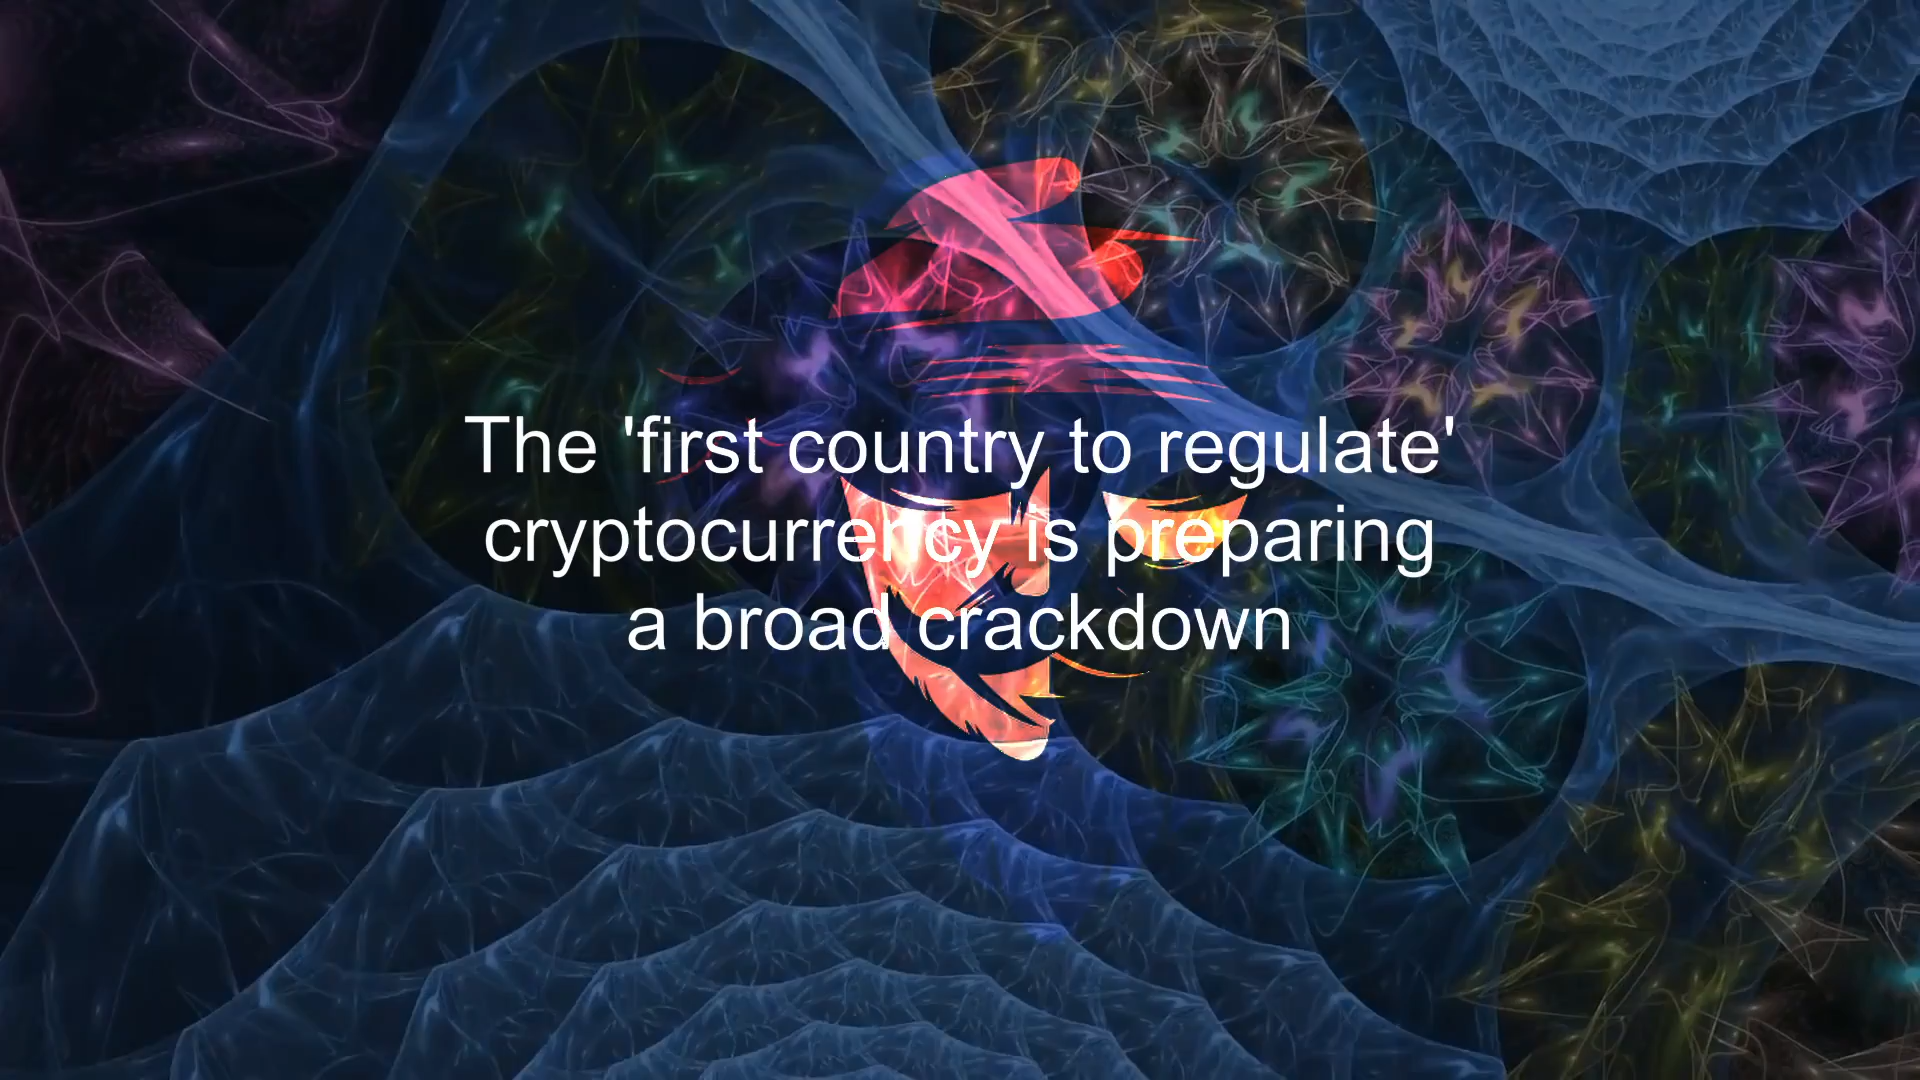 The 'first country to regulate'
cryptocurrency is preparing
a broad crackdown